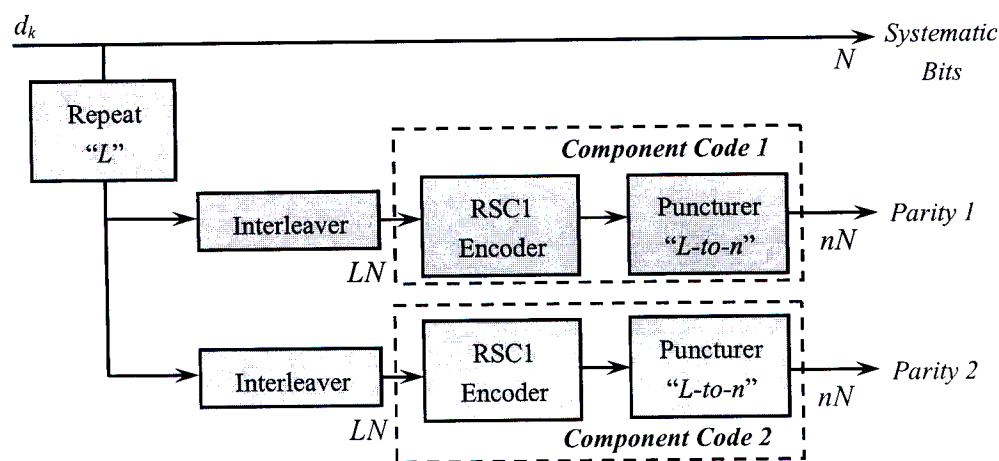 d_k
Systematic
Bits
N
Repeat
“L”
Component Code 1
Interleaver
RSC1
Encoder
Puncturer
“L-to-n”
Parity 1
LN
nN
Interleaver
RSC1
Encoder
Puncturer
“L-to-n”
Parity 2
LN
nN
Component Code 2